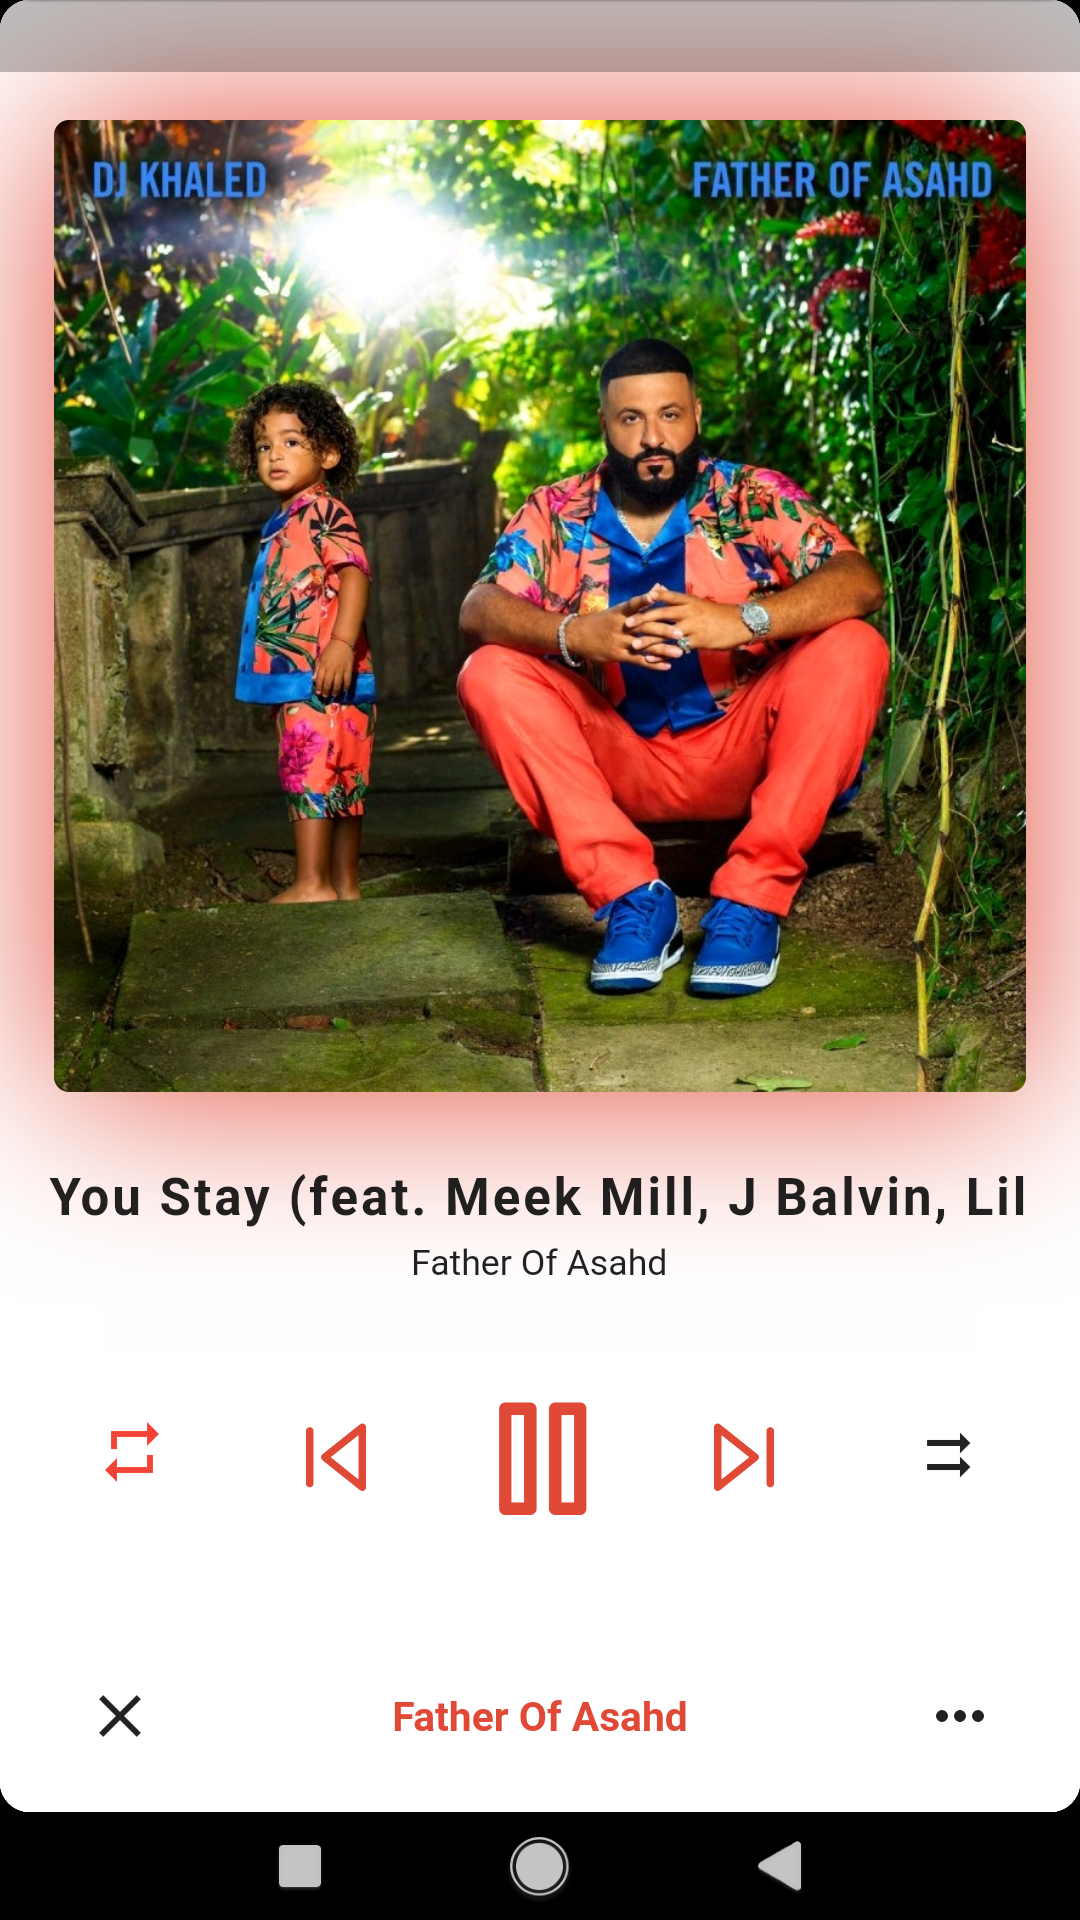 DJ KHALED FATHER OF ASAHD
You Stay (feat. Meek Mill, J Balvin, Lil
Father Of Asahd
Father Of Asahd